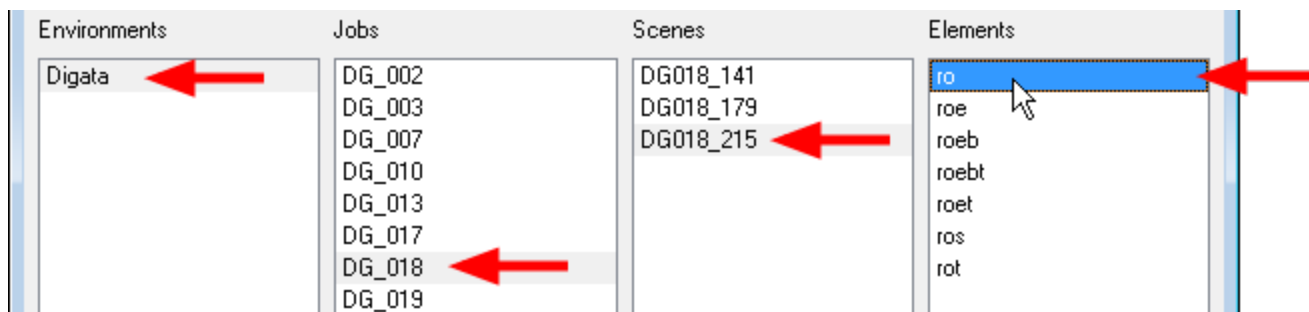 Environments
Digata
Jobs
DG_002
DG_003
DG_007
DG_010
DG_013
DG_017
DG_018
DG_019
Scenes
DG018_141
DG018_179
DG018_215
Elements
ro
roe
roeb
roebt
roet
ros
rot